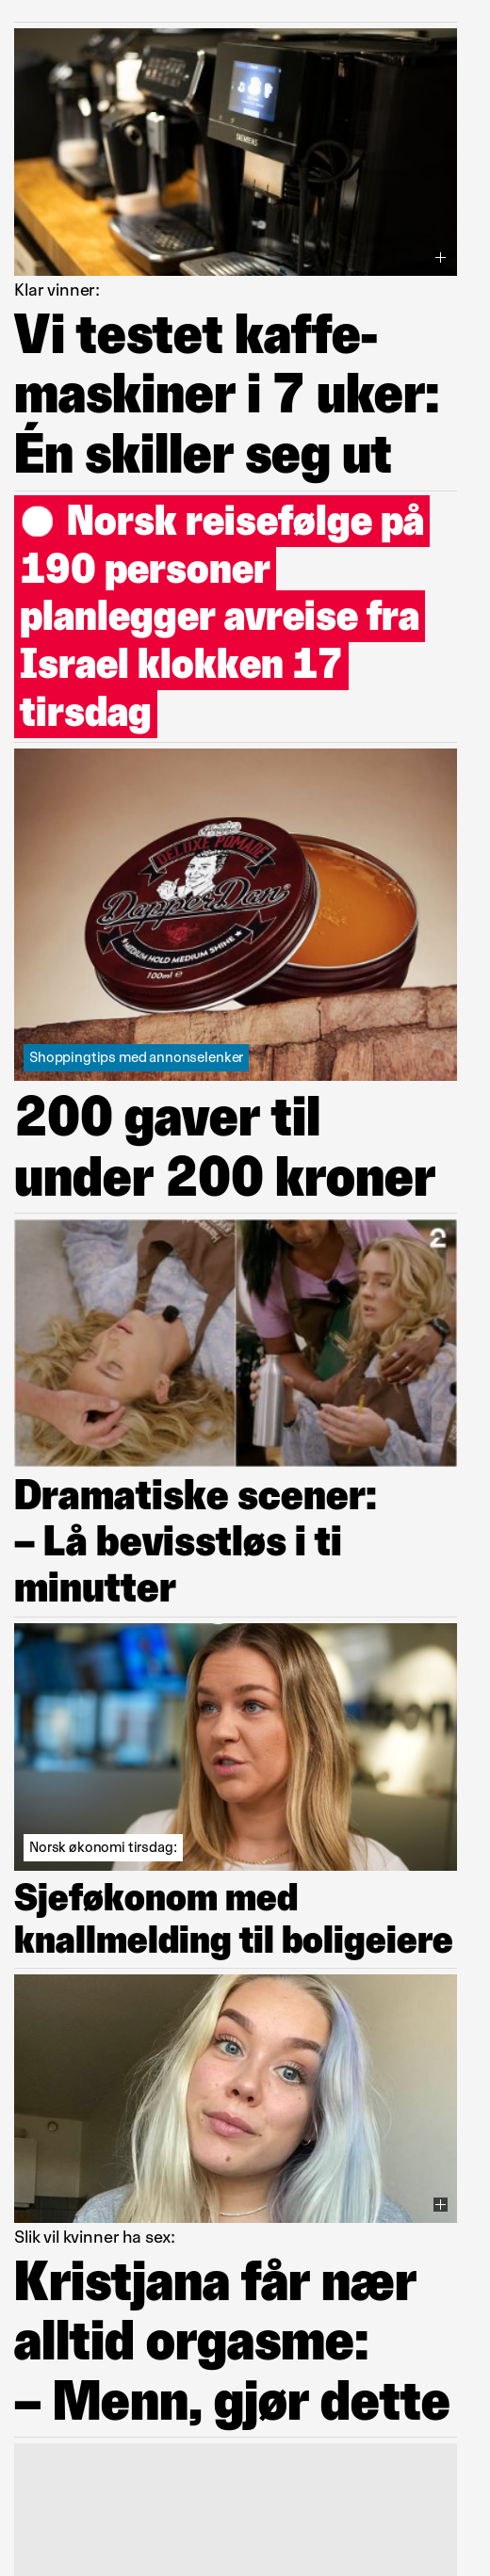 SIEMENS
Klar vinner:
Vi testet kaffe-
maskiner i 7 uker:
Én skiller seg ut
Norsk reisefølge på
190 personer
planlegger avreise fra
Israel klokken 17
tirsdag
DELUXE POMADE
Dapper Dan
MEDIUM HOLD MEDIUM SHINE
100ml e
Shoppingtips med annonselenker
200 gaver til
under 200 kroner
2
Dramatiske scener:
– Lå bevisstløs i ti
minutter
Norsk økonomi tirsdag:
Sjeføkonom med
knallmelding til boligeiere
Slik vil kvinner ha sex:
Kristjana får nær
alltid orgasme:
– Menn, gjør dette